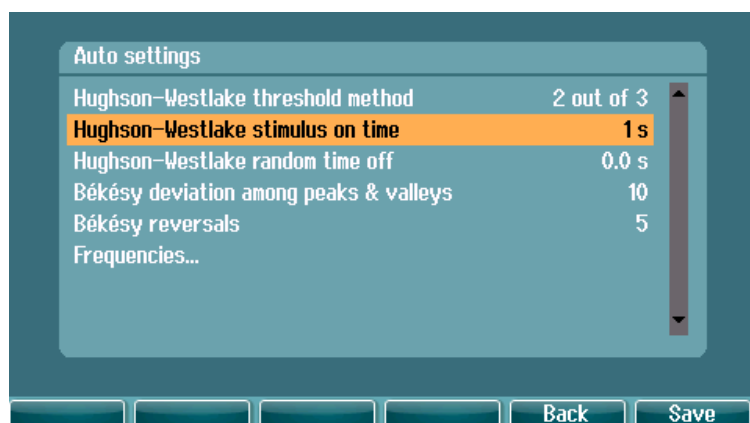 Auto settings
Hughson-Westlake threshold method 2 out of 3
Hughson-Westlake stimulus on time 1 s
Hughson-Westlake random time off 0.0 s
Békésy deviation among peaks & valleys 10
Békésy reversals 5
Frequencies...
Back Save